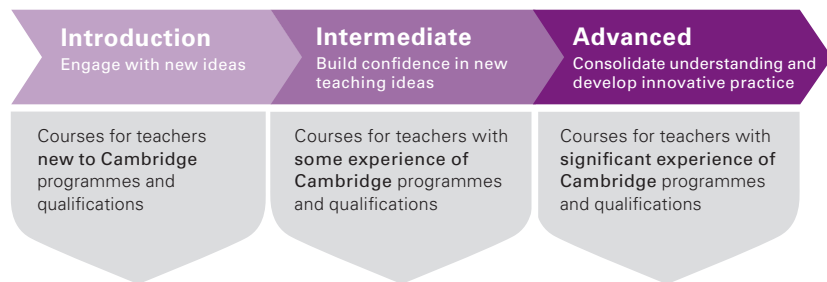 Introduction
Engage with new ideas
Intermediate
Build confidence in new
teaching ideas
Advanced
Consolidate understanding and
develop innovative practice
Courses for teachers
new to Cambridge
programmes and
qualifications
Courses for teachers with
some experience of
Cambridge programmes
and qualifications
Courses for teachers with
significant experience of
Cambridge programmes
and qualifications